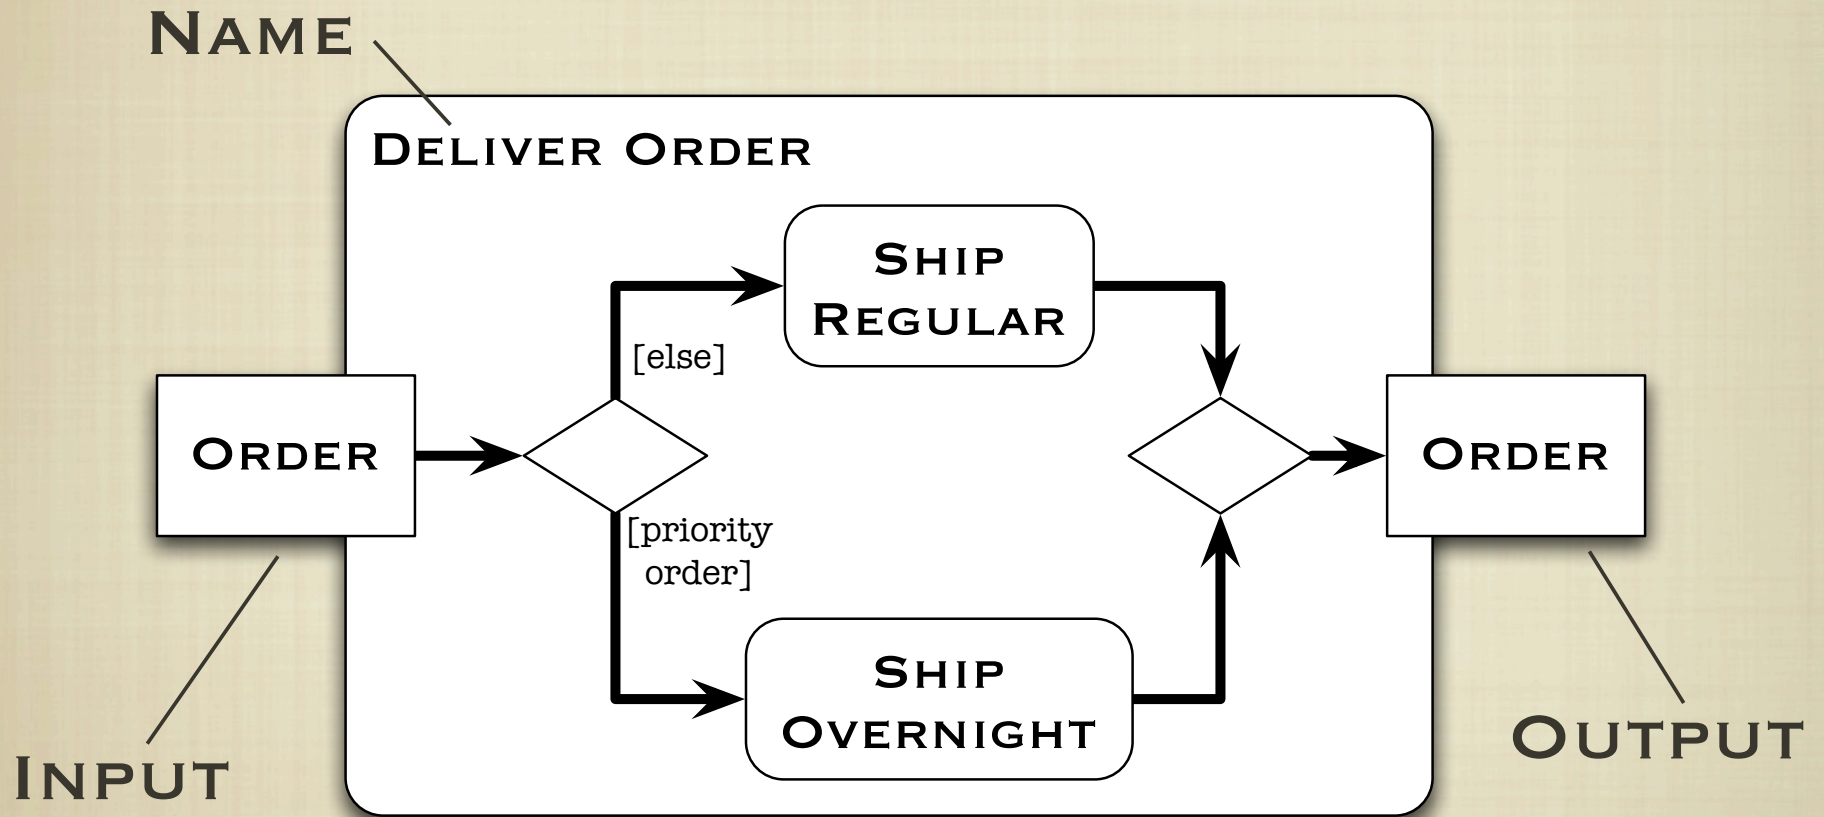 Name
Deliver Order
Ship
Regular
[else]
Order
Order
[priority
order]
Ship
Overnight
Input
Output